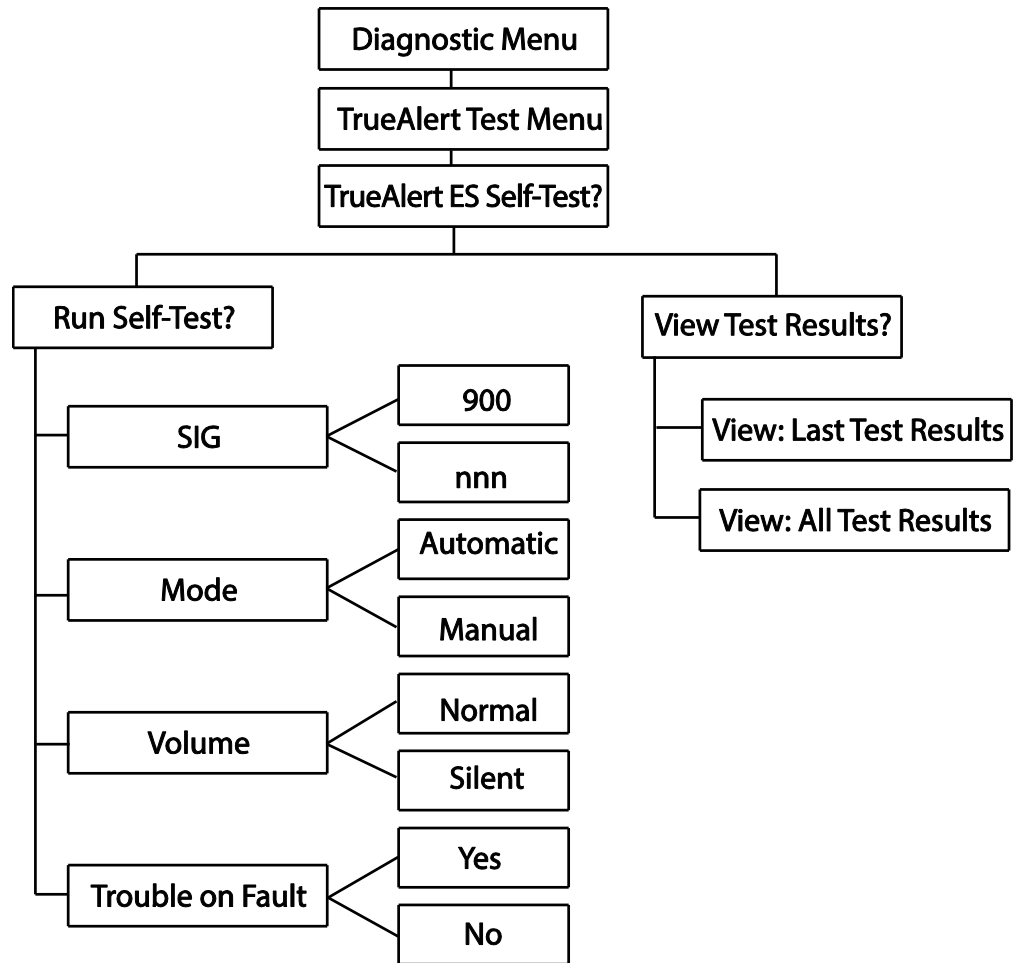 Diagnostic Menu
TrueAlert Test Menu
TrueAlert ES Self-Test?
Run Self-Test?
View Test Results?
SIG
900
nnn
Mode
Automatic
Manual
Volume
Normal
Silent
Trouble on Fault
Yes
No
View: Last Test Results
View: All Test Results